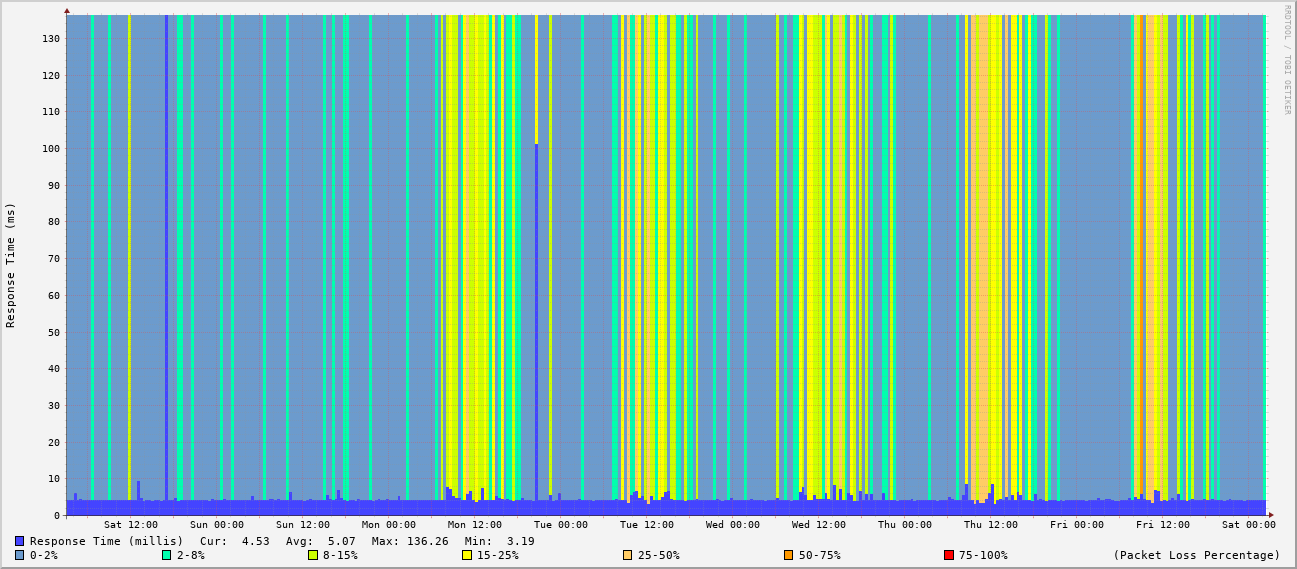 RRDTOOL / TOBI OETIKER
Response Time (ms)
130
120
110
100
90
80
70
60
50
40
30
20
10
0
Sat 12:00 Sun 00:00 Sun 12:00 Mon 00:00 Mon 12:00 Tue 00:00 Tue 12:00 Wed 00:00 Wed 12:00 Thu 00:00 Thu 12:00 Fri 00:00 Fri 12:00 Sat 00:00
Response Time (millis) Cur: 4.53 Avg: 5.07 Max: 136.26 Min: 3.19
0-2% 2-8% 8-15% 15-25% 25-50% 50-75% 75-100% (Packet Loss Percentage)